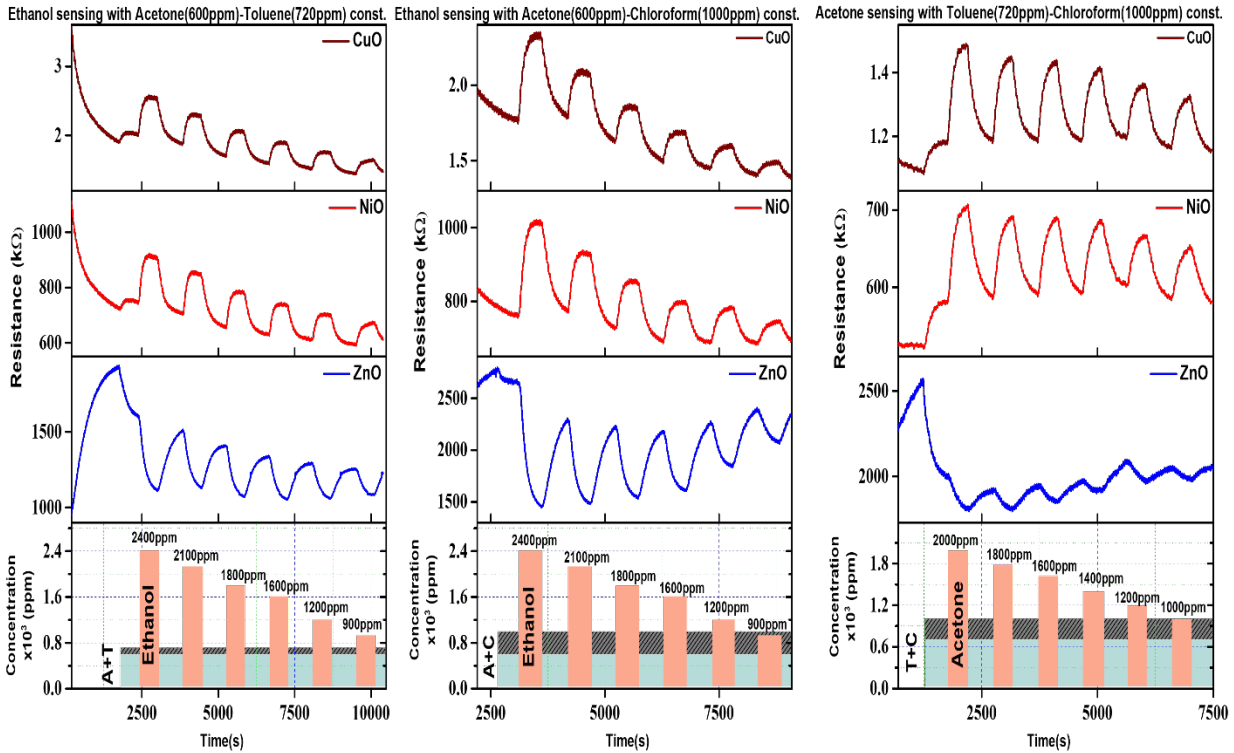 Ethanol sensing with Acetone(600ppm)-Toluene(720ppm) const.
CuO
3
2
NiO
1000
800
600
Resistance (kΩ)
ZnO
1500
1000
Concentration
x10³ (ppm)
2.4
1.6
0.8
0.0
A+T
Ethanol
2400ppm
2100ppm
1800ppm
1600ppm
1200ppm
900ppm
2500
5000
7500
10000
Time(s)
Ethanol sensing with Acetone(600ppm)-Chloroform(1000ppm) const.
CuO
2.0
1.5
NiO
1000
800
Resistance (kΩ)
ZnO
2500
2000
1500
Concentration
x10³ (ppm)
2.4
1.6
0.8
0.0
A+C
Ethanol
2400ppm
2100ppm
1800ppm
1600ppm
1200ppm
900ppm
2500
5000
7500
Time(s)
Acetone sensing with Toluene(720ppm)-Chloroform(1000ppm) const.
CuO
1.4
1.2
NiO
700
600
Resistance (kΩ)
ZnO
2500
2000
Concentration
x10³ (ppm)
1.8
1.2
0.6
0.0
T+C
Acetone
2000ppm
1800ppm
1600ppm
1400ppm
1200ppm
1000ppm
2500
5000
7500
Time(s)